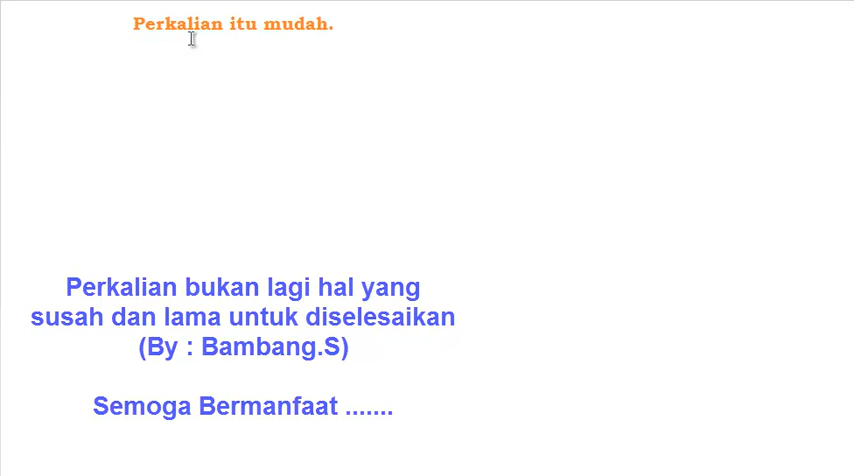 Perkalian itu mudah.
Perkalian bukan lagi hal yang
susah dan lama untuk diselesaikan
(By : Bambang.S)
Semoga Bermanfaat .......